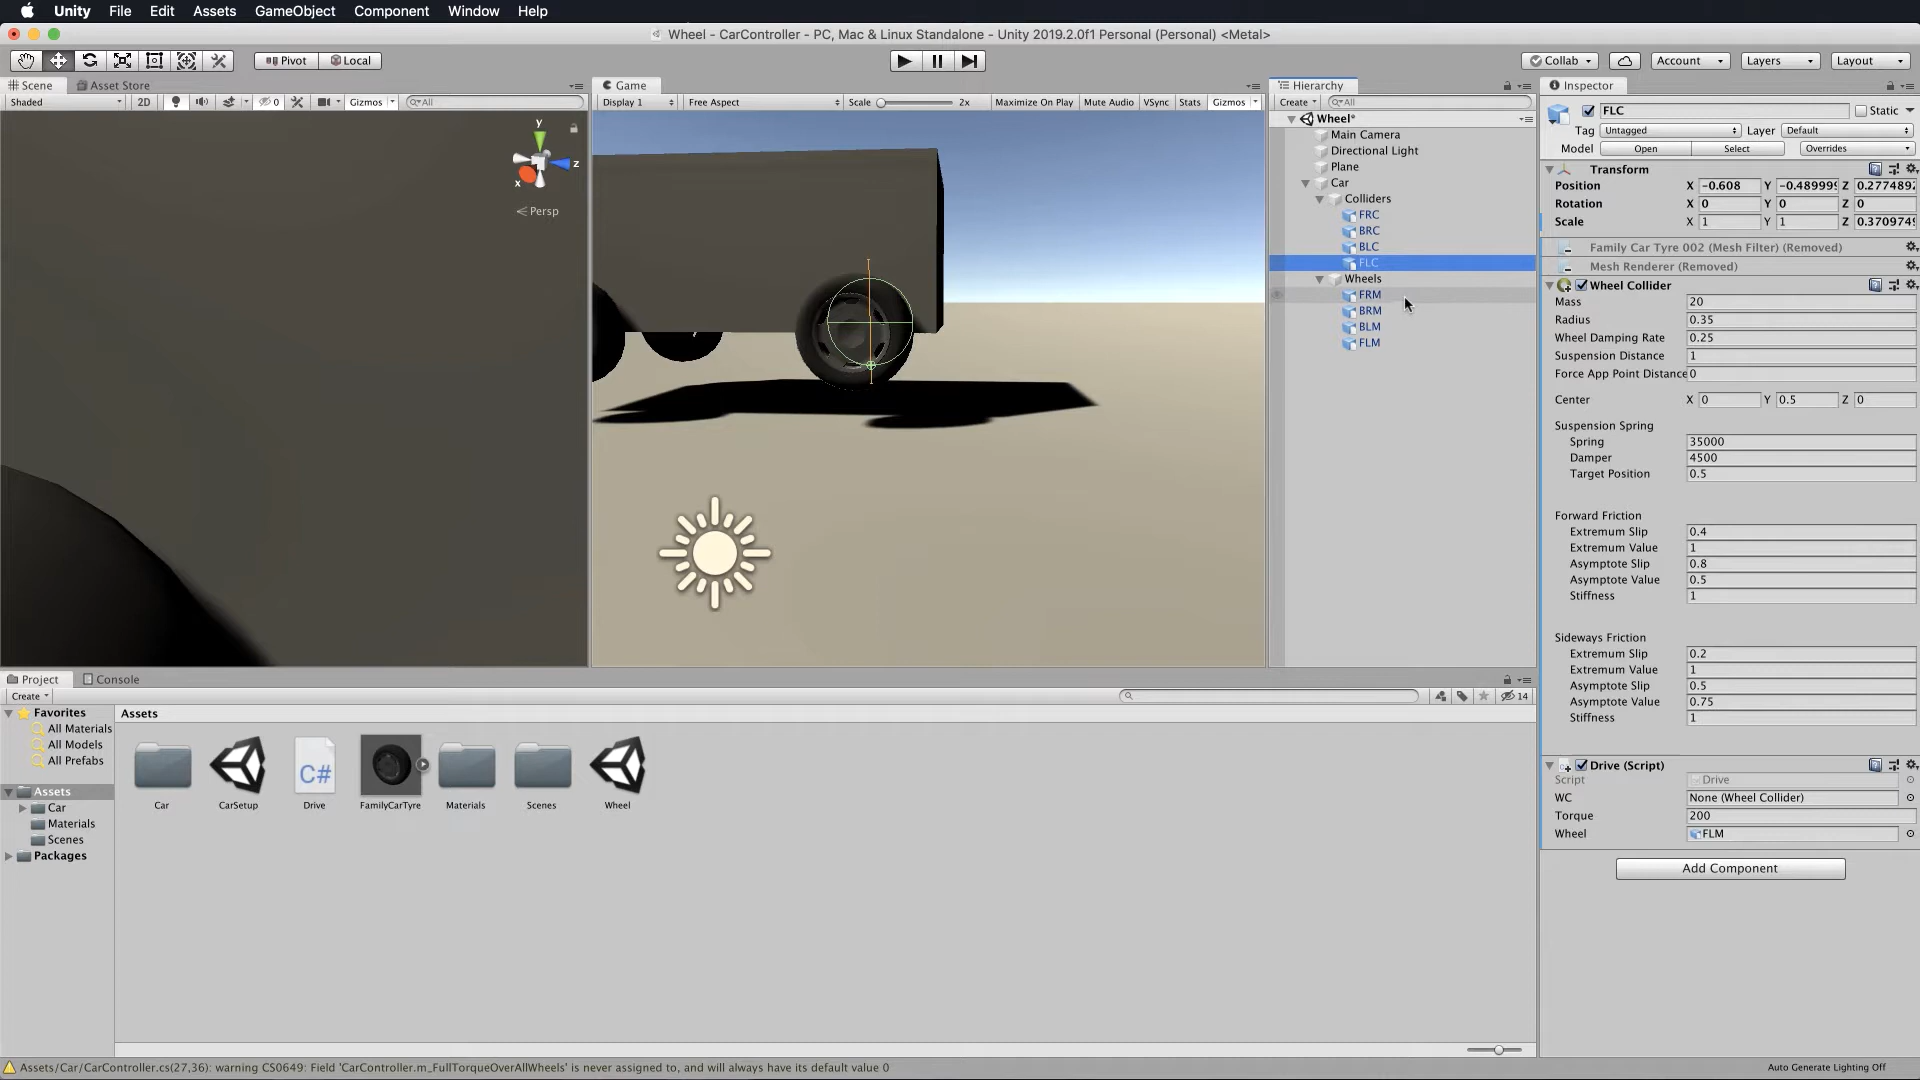 Unity File Edit Assets GameObject Component Window Help
Wheel - CarController - PC, Mac & Linux Standalone - Unity 2019.2.0f1 Personal (Personal) <Metal>
Pivot Local Collab Account Layers Layout
Scene Asset Store Game Hierarchy Inspector
Shaded 2D 0 Gizmos All
Display 1 Free Aspect Scale 2x Maximize On Play Mute Audio VSync Stats Gizmos
Create All
y
z
x
Persp
Wheel*
Main Camera
Directional Light
Plane
Car
Colliders
FRC
BRC
BLC
FLC
Wheels
FRM
BRM
BLM
FLM
FLC Static
Tag Untagged Layer Default
Model Open Select Overrides
Transform
Position X -0.608 Y -0.489999 Z 0.277489
Rotation X 0 Y 0 Z 0
Scale X 1 Y 1 Z 0.370974
Family Car Tyre 002 (Mesh Filter) (Removed)
Mesh Renderer (Removed)
Wheel Collider
Mass 20
Radius 0.35
Wheel Damping Rate 0.25
Suspension Distance 1
Force App Point Distance 0
Center X 0 Y 0.5 Z 0
Suspension Spring
Spring 35000
Damper 4500
Target Position 0.5
Forward Friction
Extremum Slip 0.4
Extremum Value 1
Asymptote Slip 0.8
Asymptote Value 0.5
Stiffness 1
Sideways Friction
Extremum Slip 0.2
Extremum Value 1
Asymptote Slip 0.5
Asymptote Value 0.75
Stiffness 1
Drive (Script)
Script Drive
WC None (Wheel Collider)
Torque 200
Wheel FLM
Add Component
Project Console
Create 14
Favorites
All Materials
All Models
All Prefabs
Assets
Car
Materials
Scenes
Packages
Assets
C#
Car CarSetup Drive FamilyCarTyre Materials Scenes Wheel
Assets/Car/CarController.cs(27,36): warning CS0649: Field 'CarController.m_FullTorqueOverAllWheels' is never assigned to, and will always have its default value 0
Auto Generate Lighting Off